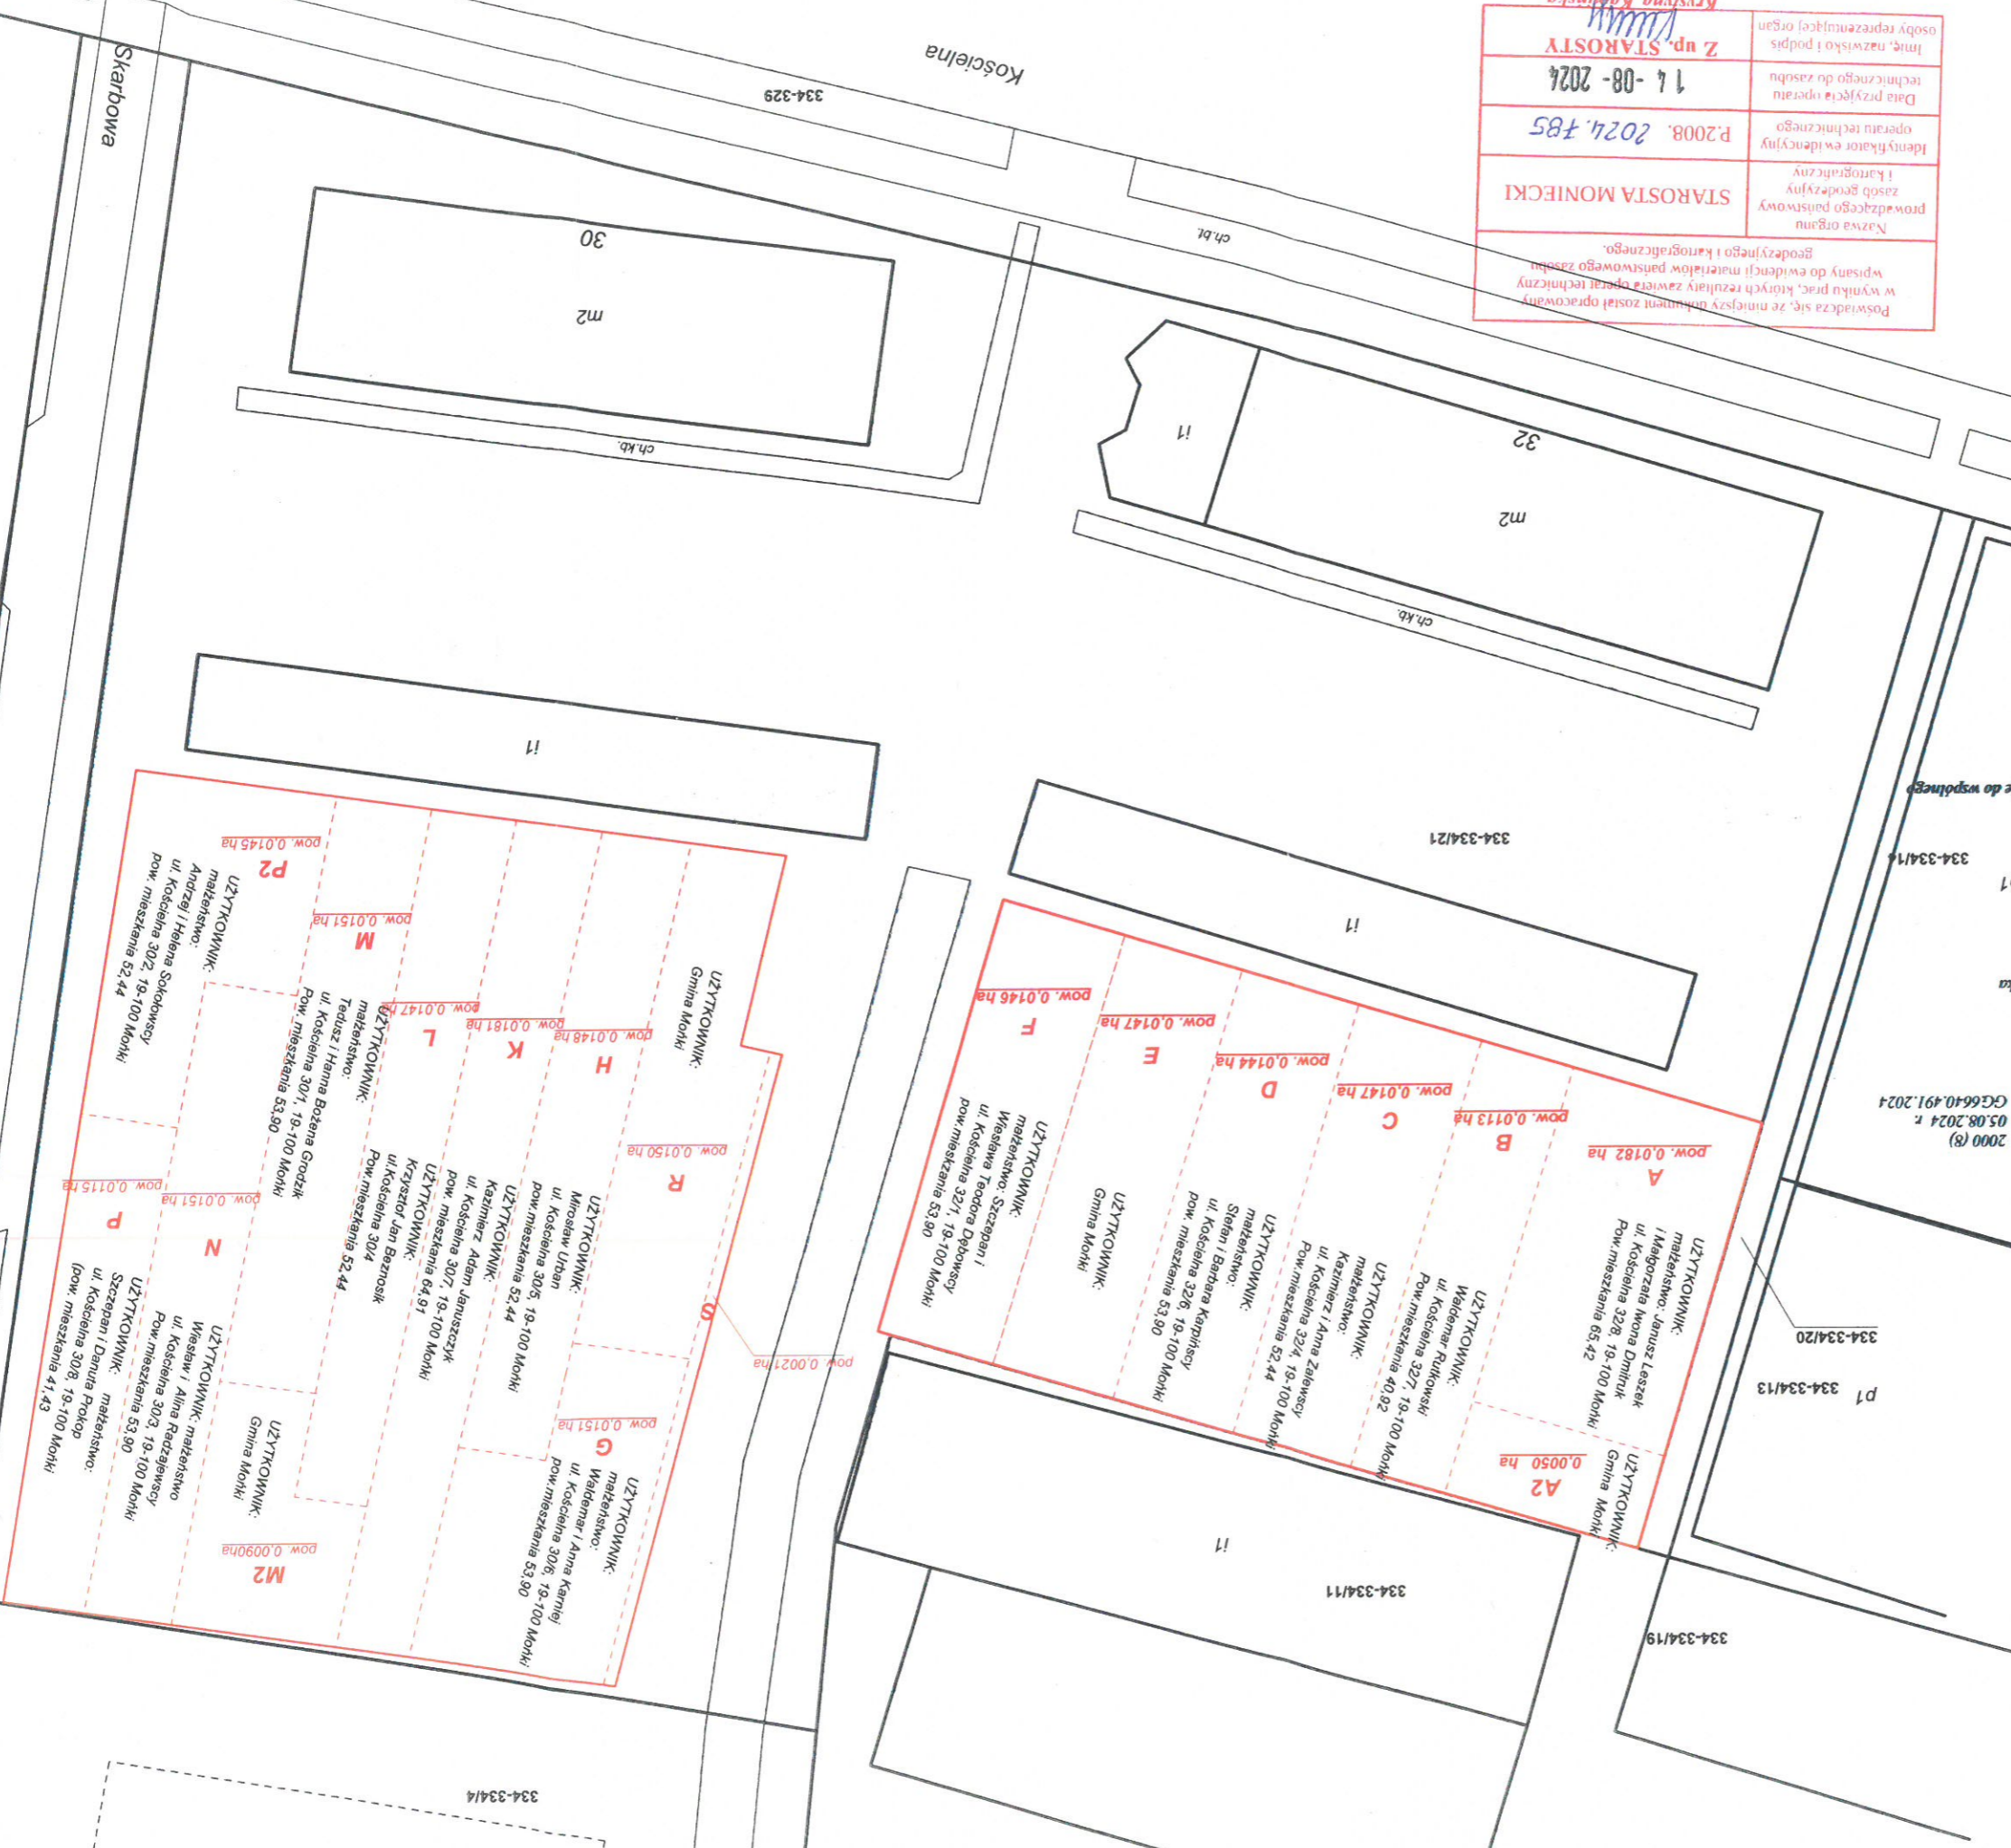 Skarbowa
Kościelna
334-329
ch.bt.
30
m2
ch.kb.
i1
32
m2
ch.kb.
i1
334-334/21
i1
334-334/16
e do wspólnego
2000 (8)
05.08.2024 r.
GG.6640.491.2024
334-334/20
p1 334-334/13
334-334/19
334-334/11
i1
334-334/4
Poświadcza się, że niniejszy dokument został opracowany
w wyniku prac, których rezultaty zawiera operat techniczny
wpisany do ewidencji materiałów państwowego zasobu
geodezyjnego i kartograficznego.
Nazwa organu
prowadzącego państwowy
zasób geodezyjny
i kartograficzny
STAROSTA MONIECKI
Identyfikator ewidencyjny
operatu technicznego
P.2008. 2024.785
Data przyjęcia operatu
technicznego do zasobu
14 -08- 2024
Imię, nazwisko i podpis
osoby reprezentującej organ
Z up. STAROSTY
Krystyna
A
pow. 0,0182 ha
UŻYTKOWNIK:
małżeństwo: Janusz Leszek
i Małgorzata Iwona Dmitruk
ul. Kościelna 32/8, 19-100 Mońki
Pow.mieszkania 65,42
A2
0,0050 ha
UŻYTKOWNIK:
Gmina Mońki
B
pow. 0,0113 ha
UŻYTKOWNIK:
Waldemar Rutkowski
ul. Kościelna 32/7, 19-100 Mońki
Pow.mieszkania 40,92
C
pow. 0,0147 ha
UŻYTKOWNIK:
małżeństwo:
Kazimierz i Anna Zalewscy
ul. Kościelna 32/4, 19-100 Mońki
Pow.mieszkania 52,44
D
pow. 0,0144 ha
UŻYTKOWNIK:
małżeństwo:
Stefan i Barbara Karpińscy
ul. Kościelna 32/6, 19-100 Mońki
pow. mieszkania 53,90
E
pow. 0,0147 ha
UŻYTKOWNIK:
Gmina Mońki
F
pow. 0,0146 ha
UŻYTKOWNIK:
małżeństwo: Szczepan i
Wiesława Teodora Dębowscy
ul. Kościelna 32/1, 19-100 Mońki
pow.mieszkania 53,90
R
pow. 0,0150 ha
UŻYTKOWNIK:
Gmina Mońki
S
pow. 0,0021 ha
G
pow. 0,0151 ha
UŻYTKOWNIK:
małżeństwo:
Waldemar i Anna Karniej
ul. Kościelna 30/6, 19-100 Mońki
pow.mieszkania 53,90
H
pow. 0,0148 ha
UŻYTKOWNIK:
Mirosław Urban
ul. Kościelna 30/5, 19-100 Mońki
pow.mieszkania 52,44
K
pow. 0,0181 ha
UŻYTKOWNIK:
Kazimierz Adam Januszczyk
ul. Kościelna 30/7, 19-100 Mońki
pow. mieszkania 64,91
L
pow. 0,0147 ha
UŻYTKOWNIK:
Krzysztof Jan Beznosik
ul.Kościelna 30/4
Pow.mieszkania 52,44
M
pow. 0,0151 ha
UŻYTKOWNIK:
małżeństwo:
Tedusz i Hanna Bożena Grodzik
ul. Kościelna 30/1, 19-100 Mońki
Pow. mieszkania 53,90
M2
pow. 0,0090ha
UŻYTKOWNIK:
Gmina Mońki
N
pow. 0,0151 ha
UŻYTKOWNIK: małżeństwo
Wiesław i Alina Radzajewscy
ul. Kościelna 30/3, 19-100 Mońki
Pow.mieszkania 53,90
P
pow. 0,0115 ha
UŻYTKOWNIK: małżeństwo:
Szczepan i Danuta Prokop
ul. Kościelna 30/8, 19-100 Mońki
(pow. mieszkania 41,43
P2
pow. 0,0145 ha
UŻYTKOWNIK:
małżeństwo:
Andrzej i Helena Sokołowscy
ul. Kościelna 30/2, 19-100 Mońki
pow. mieszkania 52,44